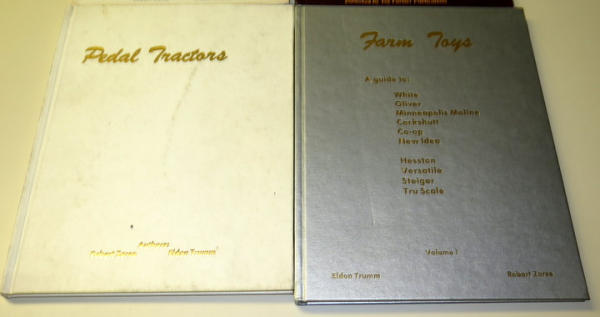 Pedal Tractors
Authors
Robert Zarse Eldon Trumm
Farm Toys
A guide to:
White
Oliver
Minneapolis Moline
Cockshutt
Co-op
New Idea
Hesston
Versatile
Steiger
Tru Scale
Volume I
Eldon Trumm Robert Zarse